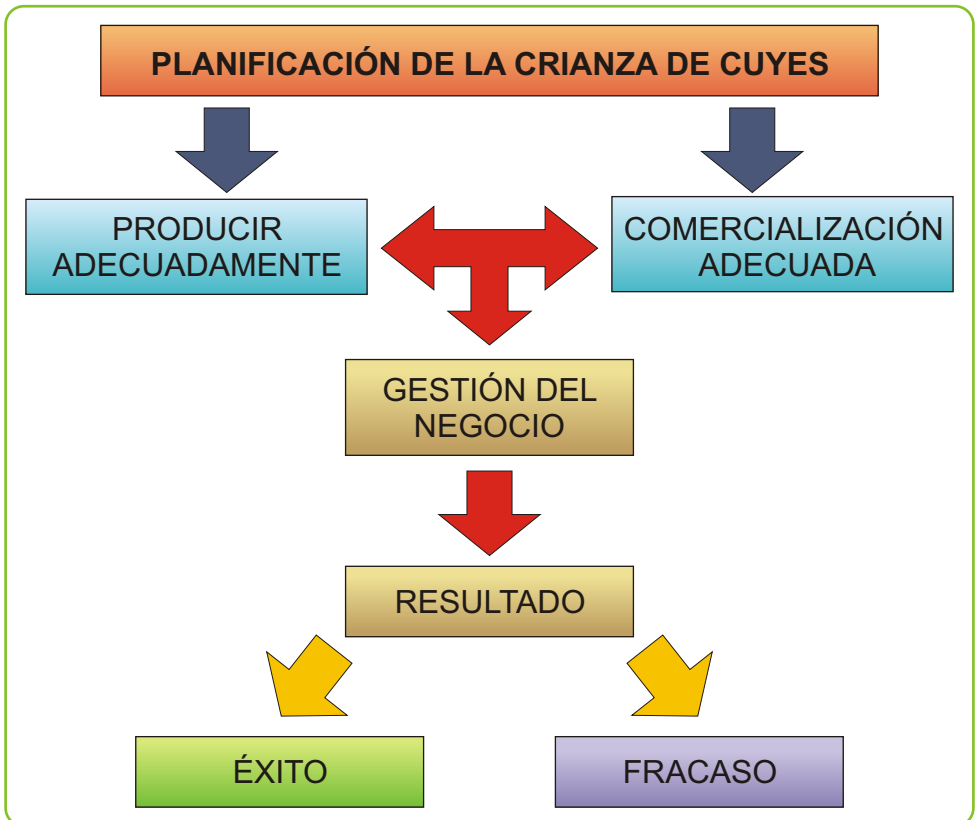 PLANIFICACIÓN DE LA CRIANZA DE CUYES
PRODUCIR
ADECUADAMENTE
COMERCIALIZACIÓN
ADECUADA
GESTIÓN DEL
NEGOCIO
RESULTADO
ÉXITO
FRACASO